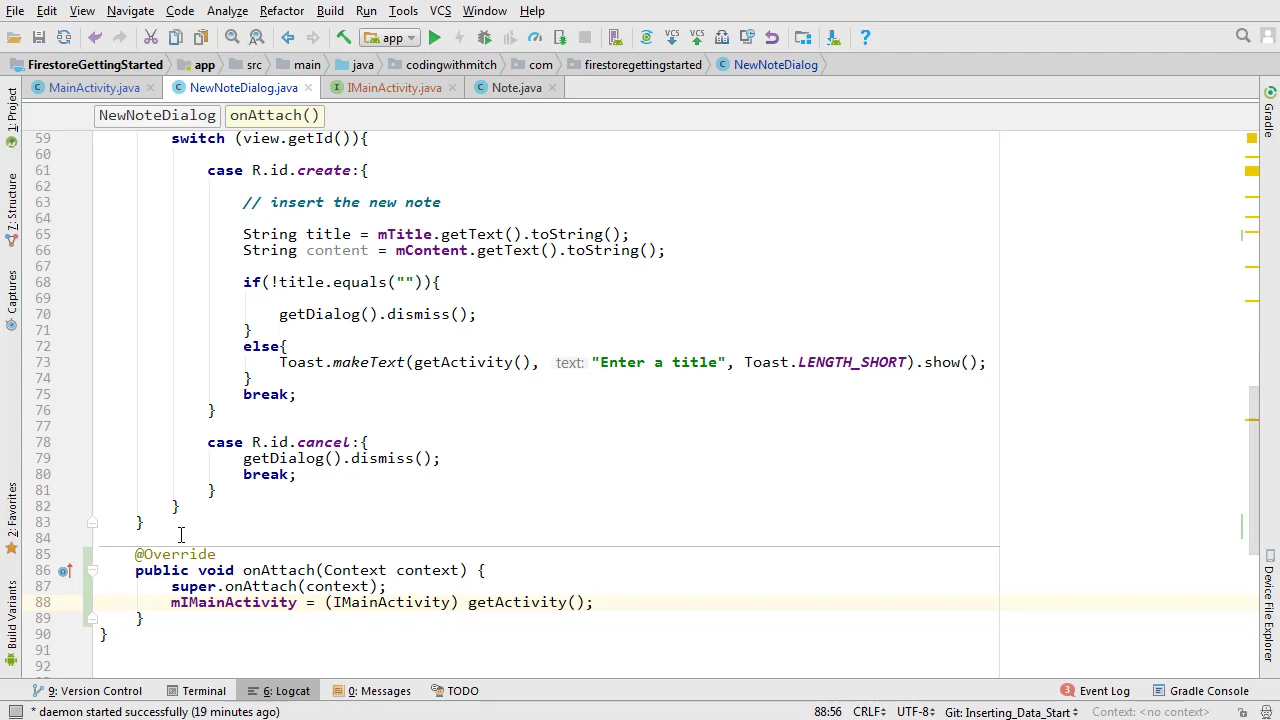 File Edit View Navigate Code Analyze Refactor Build Run Tools VCS Window Help
app
FirestoreGettingStarted app src main java codingwithmitch com firestoregettingstarted NewNoteDialog
MainActivity.java NewNoteDialog.java IMainActivity.java Note.java
NewNoteDialog onAttach()
59 switch (view.getId()){
60
61 case R.id.create:{
62
63 // insert the new note
64
65 String title = mTitle.getText().toString();
66 String content = mContent.getText().toString();
67
68 if(!title.equals("")){
69
70 getDialog().dismiss();
71 }
72 else{
73 Toast.makeText(getActivity(), text: "Enter a title", Toast.LENGTH_SHORT).show();
74 }
75 break;
76 }
77
78 case R.id.cancel:{
79 getDialog().dismiss();
80 break;
81 }
82 }
83 }
84
85 @Override
86 public void onAttach(Context context) {
87 super.onAttach(context);
88 mIMainActivity = (IMainActivity) getActivity();
89 }
90 }
91
92
1: Project
7: Structure
Captures
2: Favorites
Build Variants
Gradle
Device File Explorer
9: Version Control Terminal 6: Logcat 0: Messages TODO 3 Event Log Gradle Console
* daemon started successfully (19 minutes ago) 88:56 CRLF UTF-8 Git: Inserting_Data_Start Context: <no context>